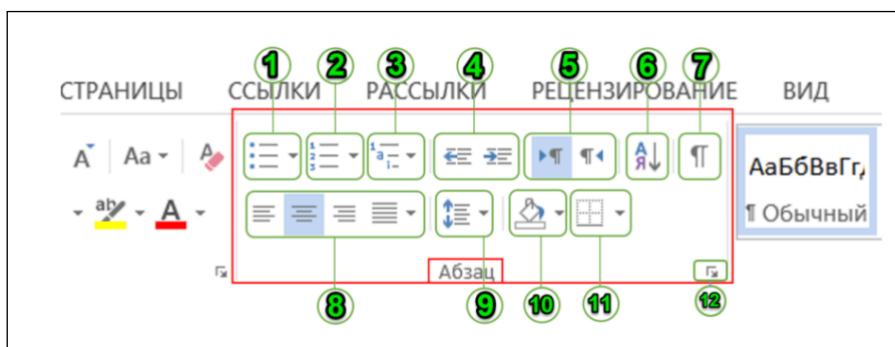 1 2 3 4 5 6 7
СТРАНИЦЫ ССЫЛКИ РАССЫЛКИ РЕЦЕНЗИРОВАНИЕ ВИД
А Аа АаБбВвГг,
ab А ¶ Обычный
Абзац
8 9 10 11 12